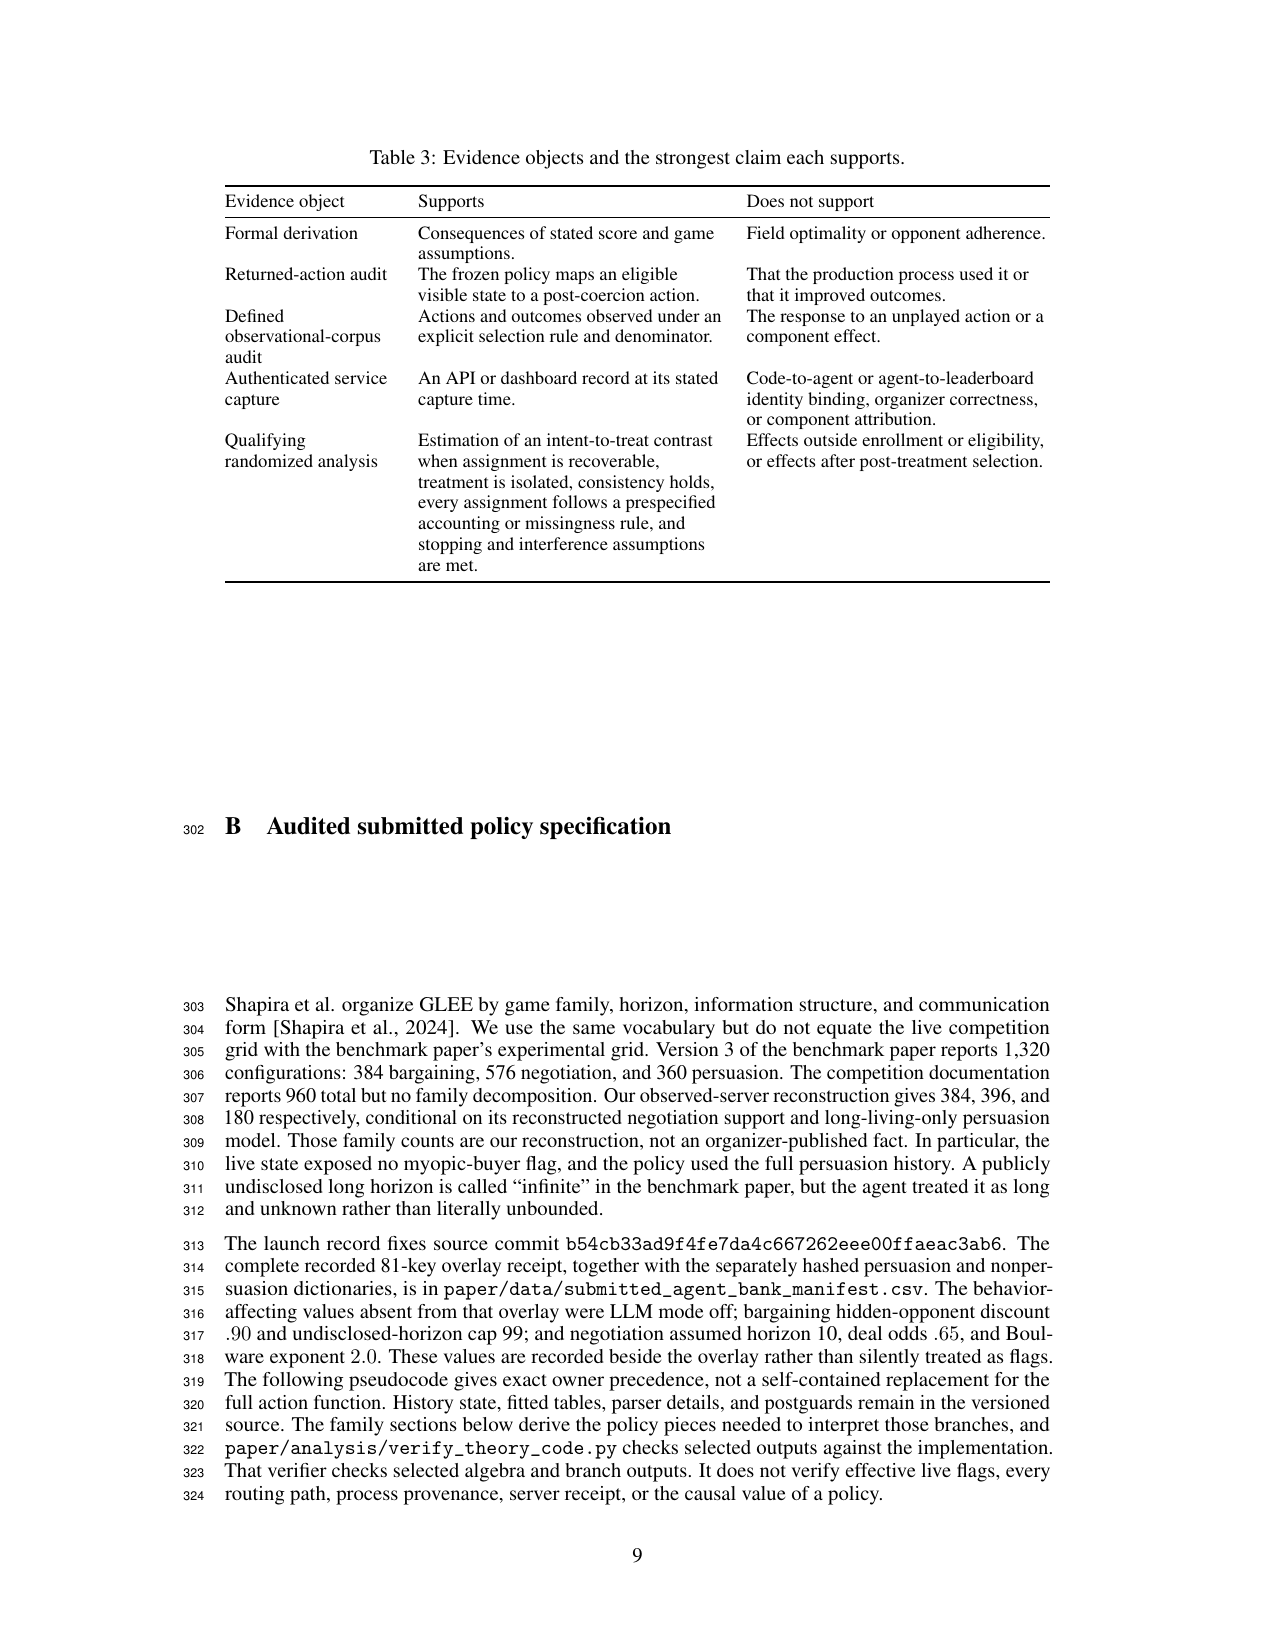 Table 3: Evidence objects and the strongest claim each supports.
Evidence object Supports Does not support
Formal derivation Consequences of stated score and game assumptions. Field optimality or opponent adherence.
Returned-action audit The frozen policy maps an eligible visible state to a post-coercion action. That the production process used it or that it improved outcomes.
Defined observational-corpus audit Actions and outcomes observed under an explicit selection rule and denominator. The response to an unplayed action or a component effect.
Authenticated service capture An API or dashboard record at its stated capture time. Code-to-agent or agent-to-leaderboard identity binding, organizer correctness, or component attribution.
Qualifying randomized analysis Estimation of an intent-to-treat contrast when assignment is recoverable, treatment is isolated, consistency holds, every assignment follows a prespecified accounting or missingness rule, and stopping and interference assumptions are met. Effects outside enrollment or eligibility, or effects after post-treatment selection.
302 B Audited submitted policy specification
303 Shapira et al. organize GLEE by game family, horizon, information structure, and communication
304 form [Shapira et al., 2024]. We use the same vocabulary but do not equate the live competition
305 grid with the benchmark paper's experimental grid. Version 3 of the benchmark paper reports 1,320
306 configurations: 384 bargaining, 576 negotiation, and 360 persuasion. The competition documentation
307 reports 960 total but no family decomposition. Our observed-server reconstruction gives 384, 396, and
308 180 respectively, conditional on its reconstructed negotiation support and long-living-only persuasion
309 model. Those family counts are our reconstruction, not an organizer-published fact. In particular, the
310 live state exposed no myopic-buyer flag, and the policy used the full persuasion history. A publicly
311 undisclosed long horizon is called "infinite" in the benchmark paper, but the agent treated it as long
312 and unknown rather than literally unbounded.
313 The launch record fixes source commit b54cb33ad9f4fe7da4c667262eee00ffaeac3ab6. The
314 complete recorded 81-key overlay receipt, together with the separately hashed persuasion and nonper-
315 suasion dictionaries, is in paper/data/submitted_agent_bank_manifest.csv. The behavior-
316 affecting values absent from that overlay were LLM mode off; bargaining hidden-opponent discount
317 .90 and undisclosed-horizon cap 99; and negotiation assumed horizon 10, deal odds .65, and Boul-
318 ware exponent 2.0. These values are recorded beside the overlay rather than silently treated as flags.
319 The following pseudocode gives exact owner precedence, not a self-contained replacement for the
320 full action function. History state, fitted tables, parser details, and postguards remain in the versioned
321 source. The family sections below derive the policy pieces needed to interpret those branches, and
322 paper/analysis/verify_theory_code.py checks selected outputs against the implementation.
323 That verifier checks selected algebra and branch outputs. It does not verify effective live flags, every
324 routing path, process provenance, server receipt, or the causal value of a policy.
9